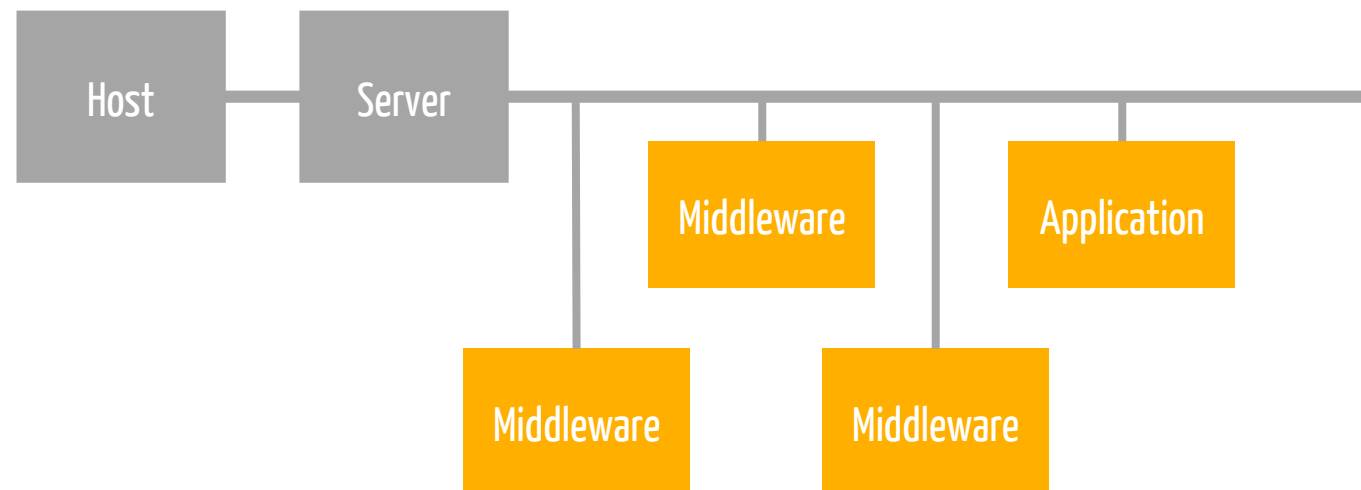 Host
Server
Middleware
Application
Middleware
Middleware